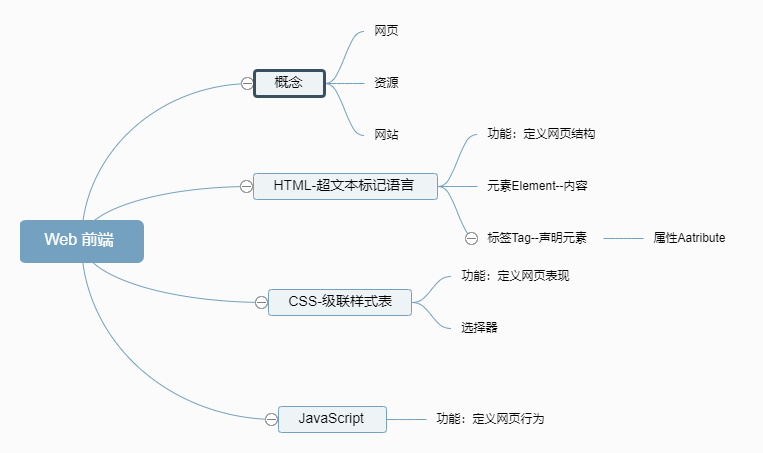 Web 前端
概念
网页
资源
网站
HTML-超文本标记语言
功能：定义网页结构
元素Element--内容
标签Tag--声明元素
属性Aatribute
CSS-级联样式表
功能：定义网页表现
选择器
JavaScript
功能：定义网页行为